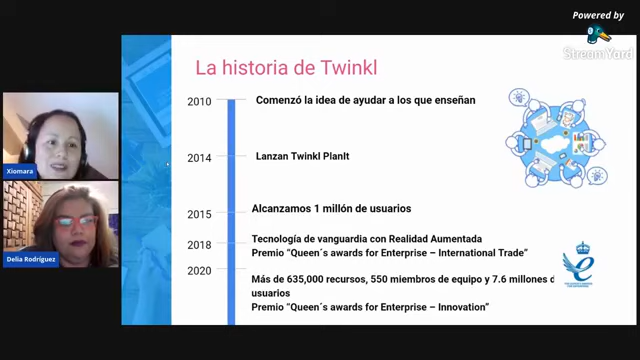 Powered by
StreamYard
La historia de Twinkl
2010
Comenzó la idea de ayudar a los que enseñan
2014
Lanzan Twinkl PlanIt
2015
Alcanzamos 1 millón de usuarios
2018
Tecnología de vanguardia con Realidad Aumentada
Premio “Queen´s awards for Enterprise – International Trade”
2020
Más de 635,000 recursos, 550 miembros de equipo y 7.6 millones de
usuarios
Premio “Queen´s awards for Enterprise – Innovation”
Xiomara
Delia Rodríguez